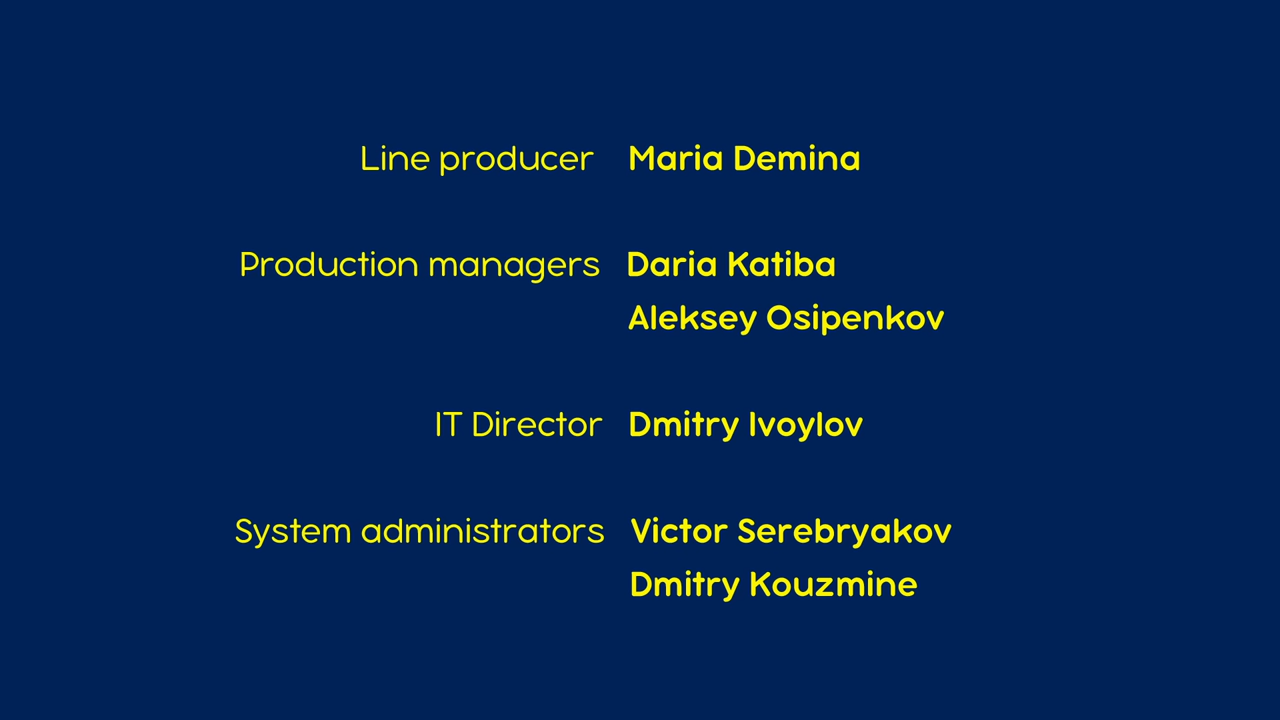 Line producer Maria Demina
Production managers Daria Katiba
Aleksey Osipenkov
IT Director Dmitry Ivoylov
System administrators Victor Serebryakov
Dmitry Kouzmine